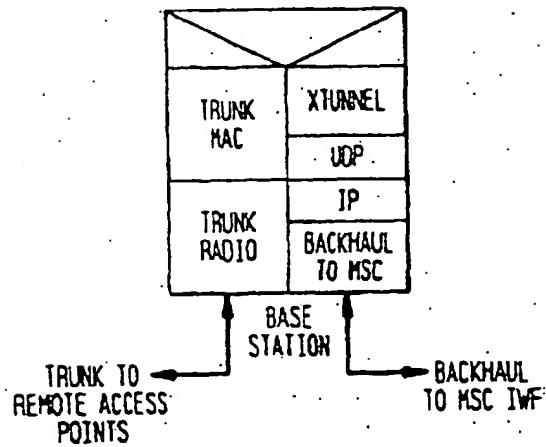 TRUNK
MAC
XTUNNEL
UDP
TRUNK
RADIO
IP
BACKHAUL
TO MSC
BASE
STATION
TRUNK TO
REMOTE ACCESS
POINTS
BACKHAUL
TO MSC IWF